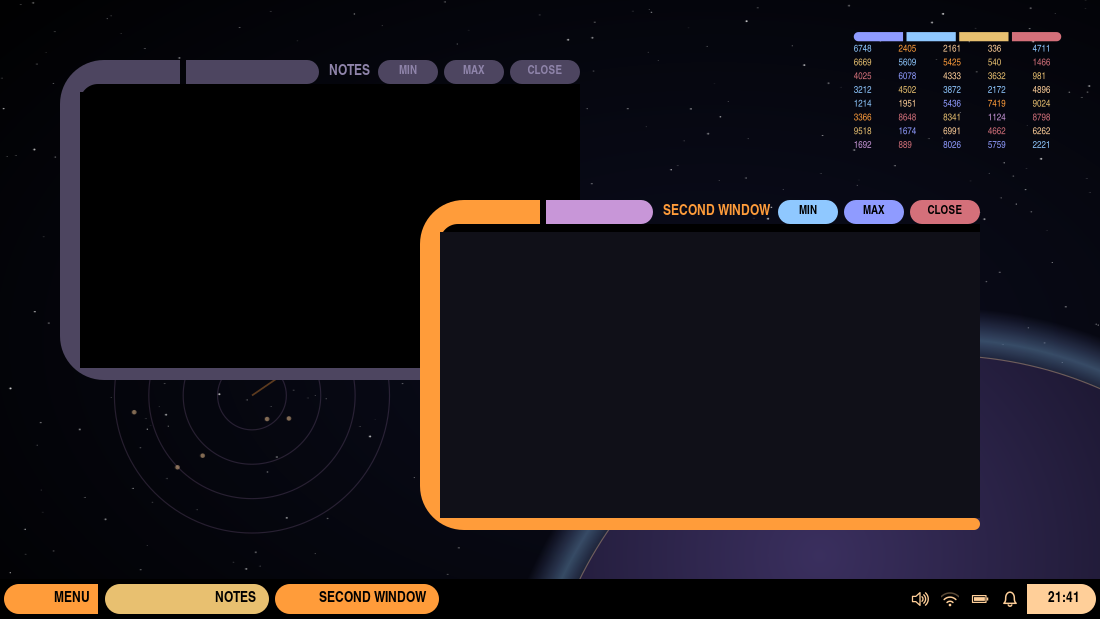 6748 2405 2161 336 4711
6669 5609 5425 540 1466
4025 6078 4333 3632 981
3212 4502 3872 2172 4896
1214 1951 5436 7419 9024
3366 8648 8341 1124 8798
9518 1674 6991 4662 6262
1692 889 8026 5759 2221
NOTES MIN MAX CLOSE
SECOND WINDOW MIN MAX CLOSE
MENU NOTES SECOND WINDOW 21:41